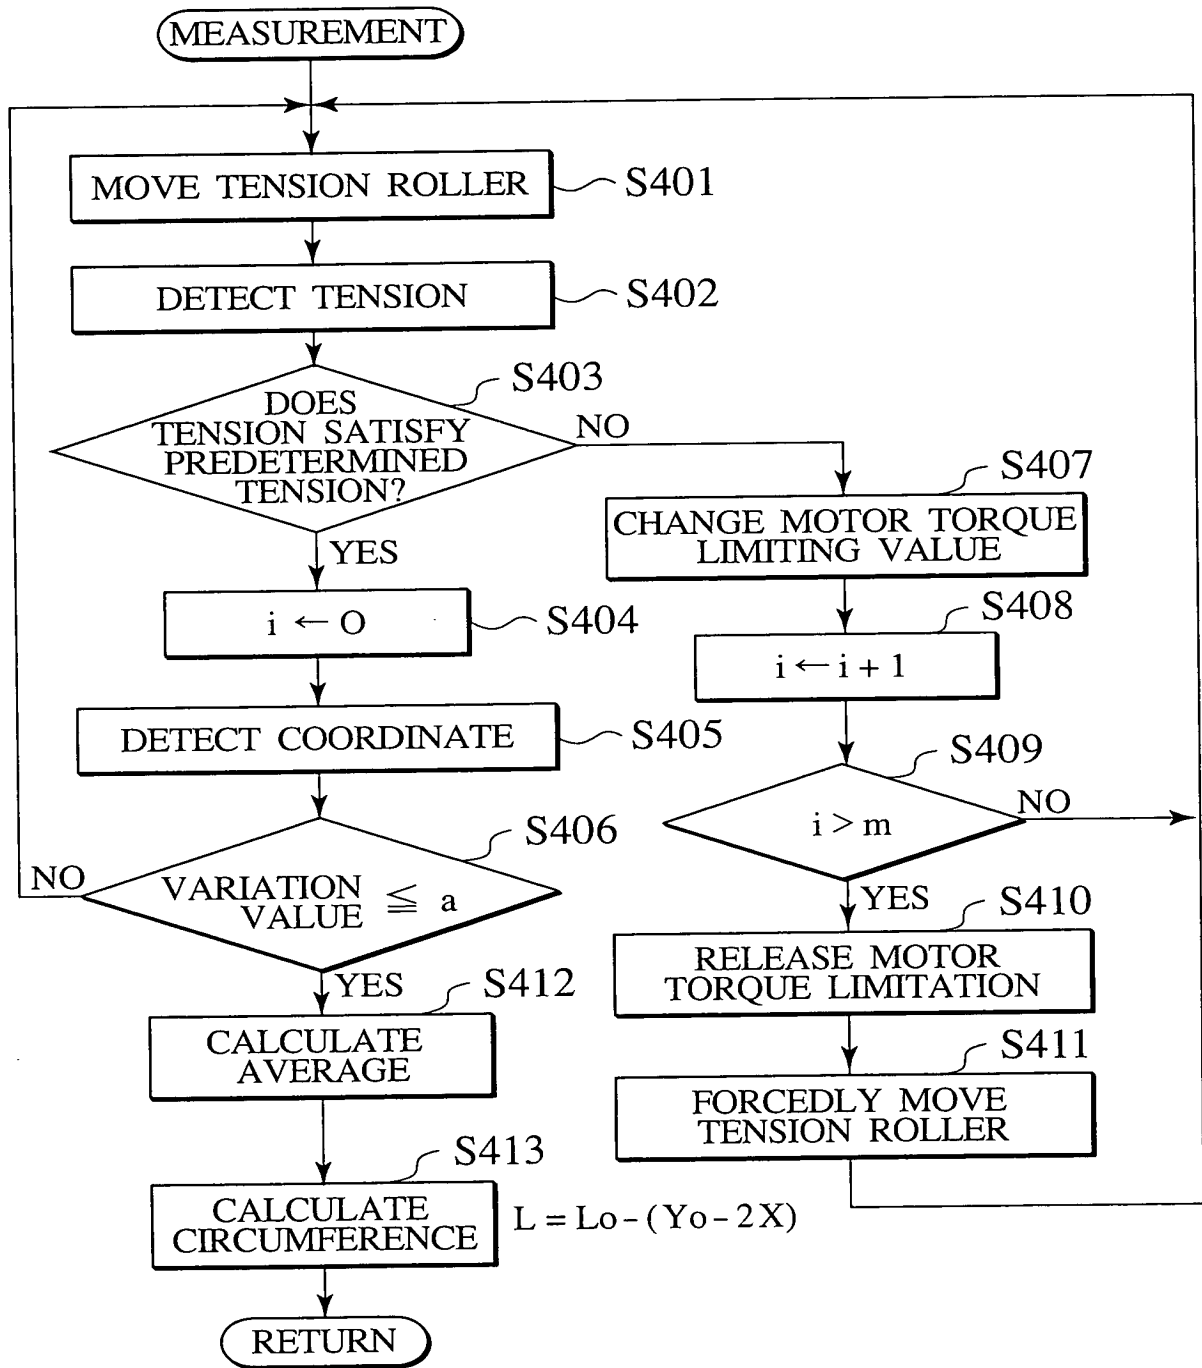 MEASUREMENT
MOVE TENSION ROLLER
S401
DETECT TENSION
S402
DOES
TENSION SATISFY
PREDETERMINED
TENSION?
S403
NO
YES
i ← O
S404
DETECT COORDINATE
S405
VARIATION
VALUE ≦ a
S406
NO
YES
S407
CHANGE MOTOR TORQUE
LIMITING VALUE
S408
i ← i + 1
S409
i > m
NO
YES
S410
RELEASE MOTOR
TORQUE LIMITATION
S411
FORCEDLY MOVE
TENSION ROLLER
S412
CALCULATE
AVERAGE
S413
CALCULATE
CIRCUMFERENCE
L = Lo - (Yo - 2X)
RETURN